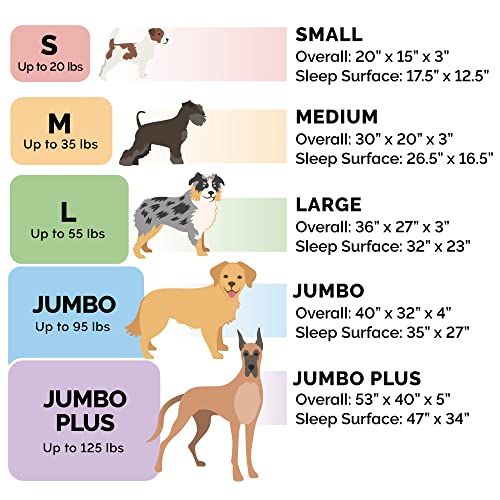 S
Up to 20 lbs
SMALL
Overall: 20” x 15” x 3”
Sleep Surface: 17.5” x 12.5”
M
Up to 35 lbs
MEDIUM
Overall: 30” x 20” x 3”
Sleep Surface: 26.5” x 16.5”
L
Up to 55 lbs
LARGE
Overall: 36” x 27” x 3”
Sleep Surface: 32” x 23”
JUMBO
Up to 95 lbs
JUMBO
Overall: 40” x 32” x 4”
Sleep Surface: 35” x 27”
JUMBO
PLUS
Up to 125 lbs
JUMBO PLUS
Overall: 53” x 40” x 5”
Sleep Surface: 47” x 34”